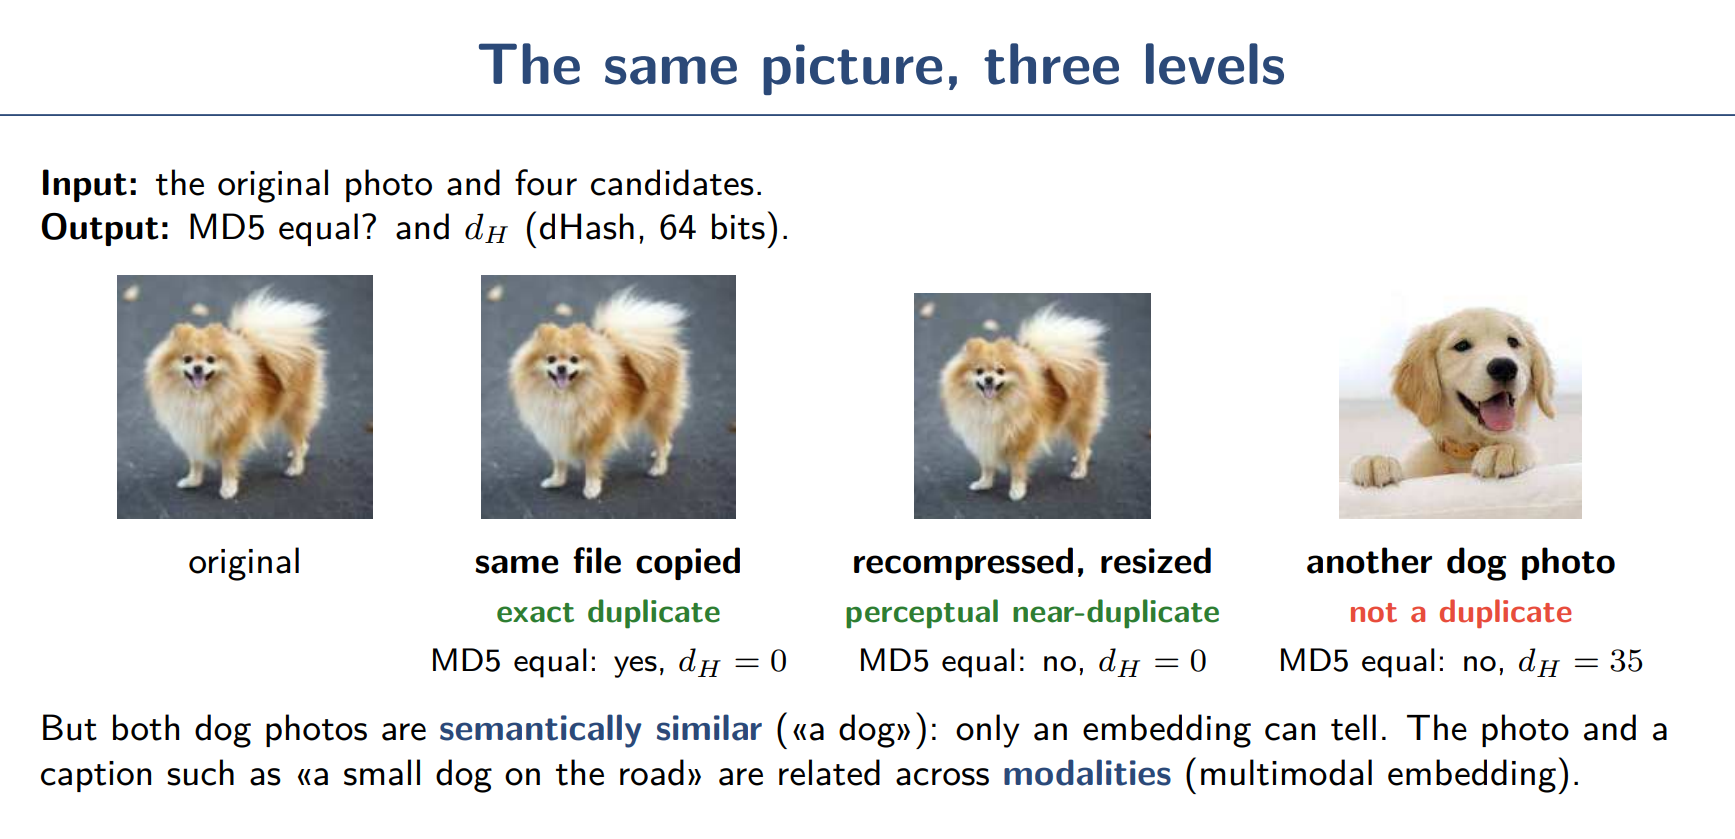 The same picture, three levels
Input: the original photo and four candidates.
Output: MD5 equal? and d_H (dHash, 64 bits).
original
same file copied
exact duplicate
MD5 equal: yes, d_H = 0
recompressed, resized
perceptual near-duplicate
MD5 equal: no, d_H = 0
another dog photo
not a duplicate
MD5 equal: no, d_H = 35
But both dog photos are semantically similar («a dog»): only an embedding can tell. The photo and a
caption such as «a small dog on the road» are related across modalities (multimodal embedding).